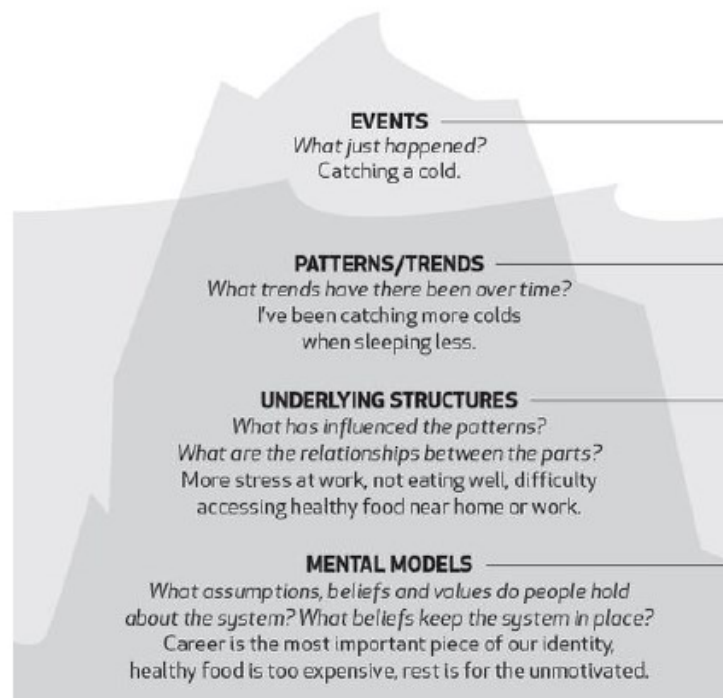 EVENTS
What just happened?
Catching a cold.
PATTERNS/TRENDS
What trends have there been over time?
I've been catching more colds
when sleeping less.
UNDERLYING STRUCTURES
What has influenced the patterns?
What are the relationships between the parts?
More stress at work, not eating well, difficulty
accessing healthy food near home or work.
MENTAL MODELS
What assumptions, beliefs and values do people hold
about the system? What beliefs keep the system in place?
Career is the most important piece of our identity,
healthy food is too expensive, rest is for the unmotivated.